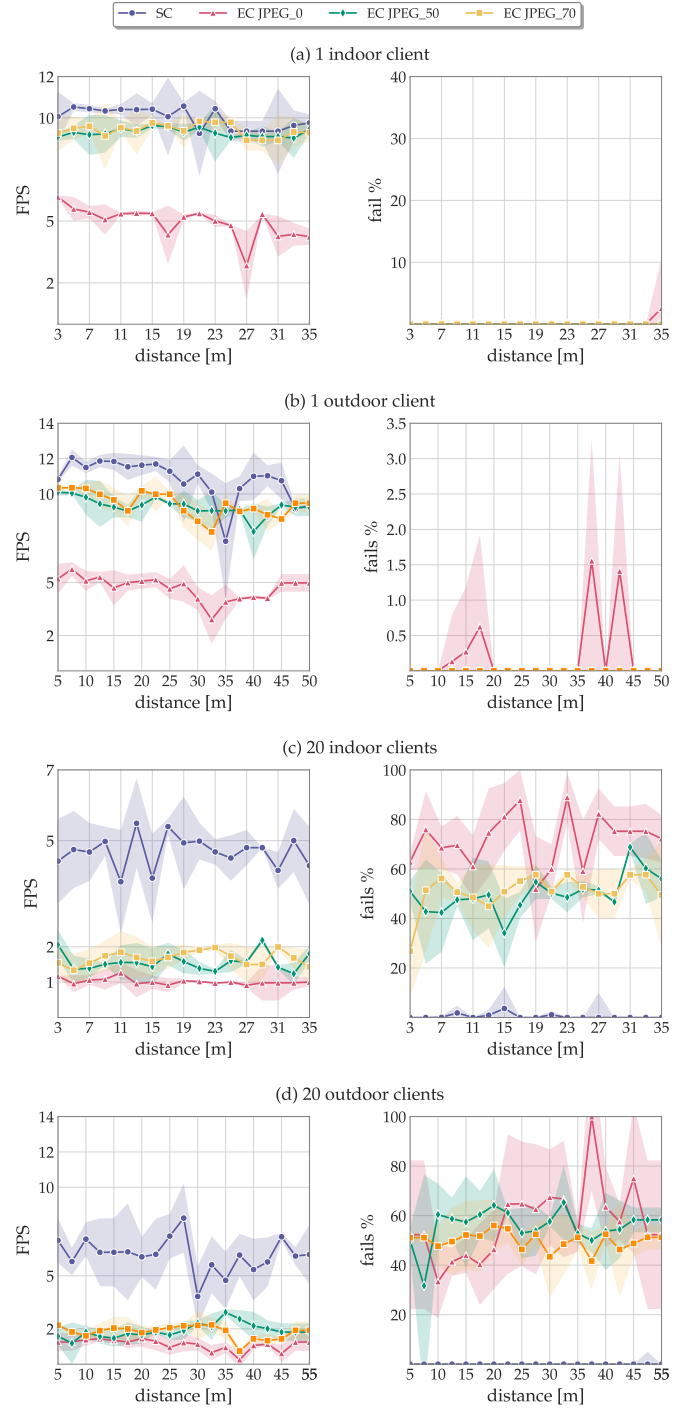 SC EC JPEG_0 EC JPEG_50 EC JPEG_70
(a) 1 indoor client
12
10
5
2
FPS
3 7 11 15 19 23 27 31 35
distance [m]
40
30
20
10
fail %
3 7 11 15 19 23 27 31 35
distance [m]
(b) 1 outdoor client
14
12
10
5
2
FPS
5 10 15 20 25 30 35 40 45 50
distance [m]
3.5
3.0
2.5
2.0
1.5
1.0
0.5
fails %
5 10 15 20 25 30 35 40 45 50
distance [m]
(c) 20 indoor clients
7
5
2
1
FPS
3 7 11 15 19 23 27 31 35
distance [m]
100
80
60
40
20
fails %
3 7 11 15 19 23 27 31 35
distance [m]
(d) 20 outdoor clients
14
12
10
5
2
FPS
5 10 15 20 25 30 35 40 45 50 55
distance [m]
100
80
60
40
20
fails %
5 10 15 20 25 30 35 40 45 50 55
distance [m]